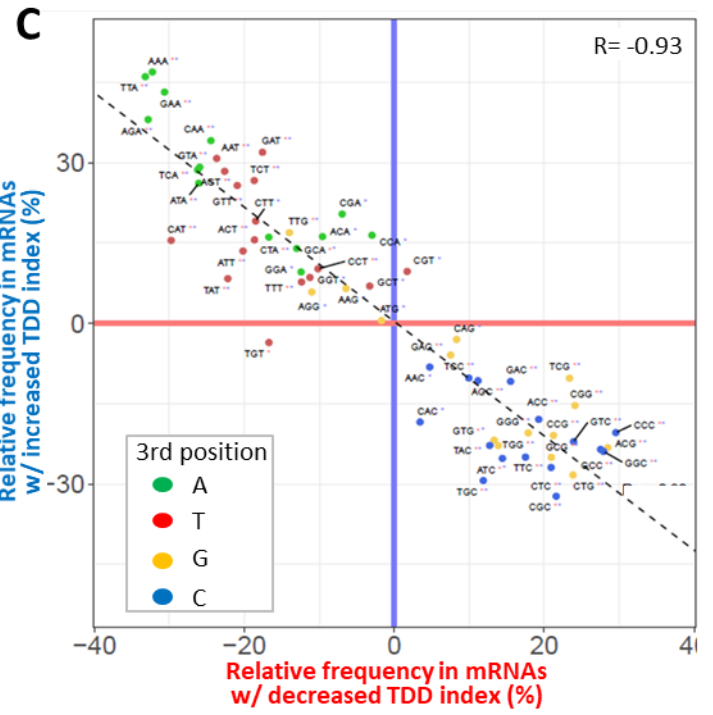 C
R= -0.93
AAA **
TTA **
GAA **
AGA **
CAA **
AAT **
GAT **
GTA **
TCT **
TCA **
ATA **
GTT
CTT **
CGA *
TTG *
CAT **
ACT **
ACA *
CCA *
CTA **
GCA *
ATT **
CCT **
CGT *
GGA *
TAT **
TTT **
GGT *
GCT *
AGG *
AAG
ATG *
TGT *
CAG *
GAG
AAC *
AGC **
GAC **
TCG **
CGG **
ACC **
CAC *
GTG *
GGG *
CCG **
GTC **
CCC **
TAC **
TGG **
GCG
ACG **
ATC **
TTC **
GCC **
GGC **
TGC **
CTC **
CTG **
CGC **
30
0
−30
−40
−20
0
20
3rd position
A
T
G
C
Relative frequency in mRNAs
w/ increased TDD index (%)
Relative frequency in mRNAs
w/ decreased TDD index (%)